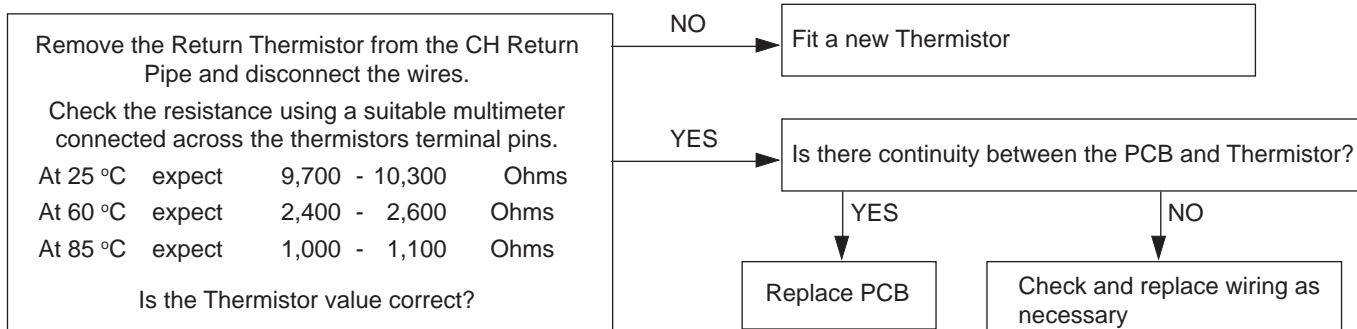 Remove the Return Thermistor from the CH Return
Pipe and disconnect the wires.
Check the resistance using a suitable multimeter
connected across the thermistors terminal pins.
At 25 °C expect 9,700 - 10,300 Ohms
At 60 °C expect 2,400 - 2,600 Ohms
At 85 °C expect 1,000 - 1,100 Ohms
Is the Thermistor value correct?
NO
Fit a new Thermistor
YES
Is there continuity between the PCB and Thermistor?
YES
Replace PCB
NO
Check and replace wiring as
necessary